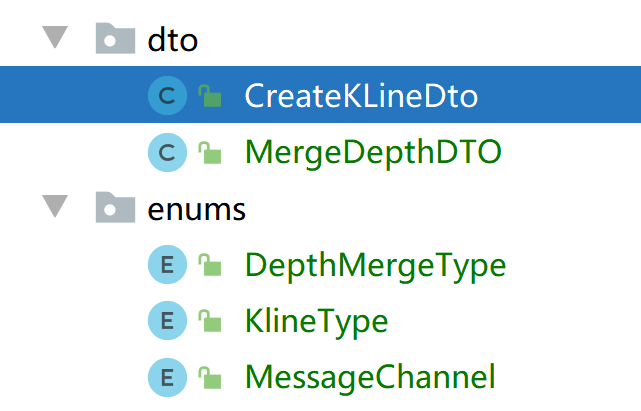 dto
C CreateKLineDto
C MergeDepthDTO
enums
E DepthMergeType
E KlineType
E MessageChannel